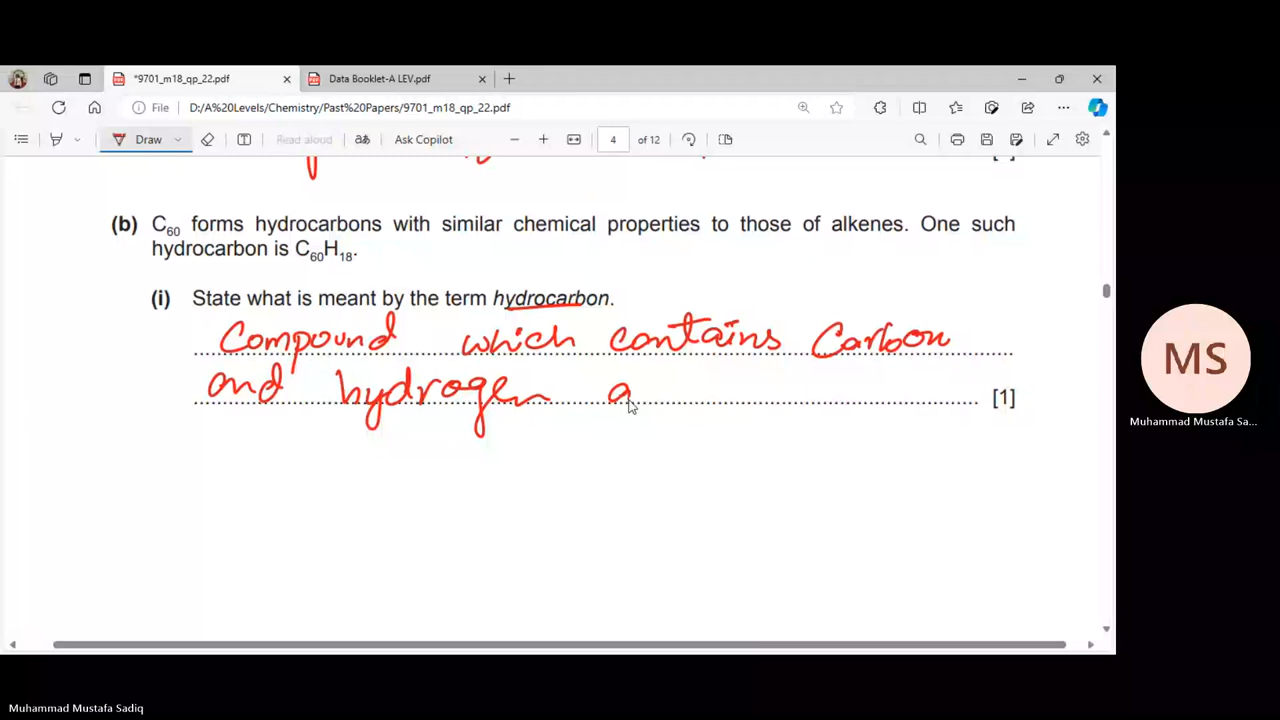 *9701_m18_qp_22.pdf
Data Booklet-A LEV.pdf
File
D:/A%20Levels/Chemistry/Past%20Papers/9701_m18_qp_22.pdf
Draw
Read aloud
Ask Copilot
4
of 12
(b) C60 forms hydrocarbons with similar chemical properties to those of alkenes. One such
hydrocarbon is C60H18.
(i) State what is meant by the term hydrocarbon.
Compound which contains Carbon
and hydrogen a
[1]
MS
Muhammad Mustafa Sa...
Muhammad Mustafa Sadiq